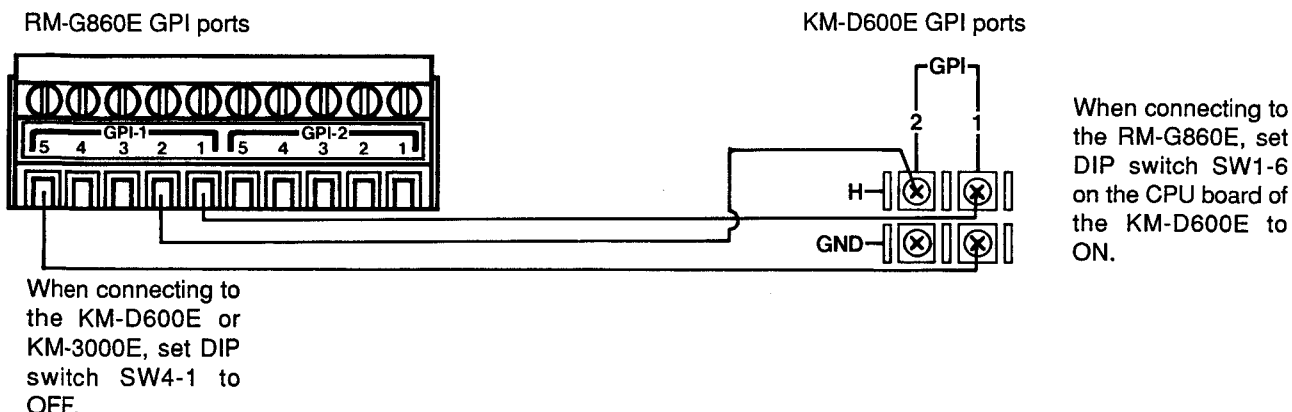 RM-G860E GPI ports
KM-D600E GPI ports
GPI-1 GPI-2
5 4 3 2 1 5 4 3 2 1
When connecting to
the KM-D600E or
KM-3000E, set DIP
switch SW4-1 to
OFF.
GPI
2 1
H
GND
When connecting to
the RM-G860E, set
DIP switch SW1-6
on the CPU board of
the KM-D600E to
ON.